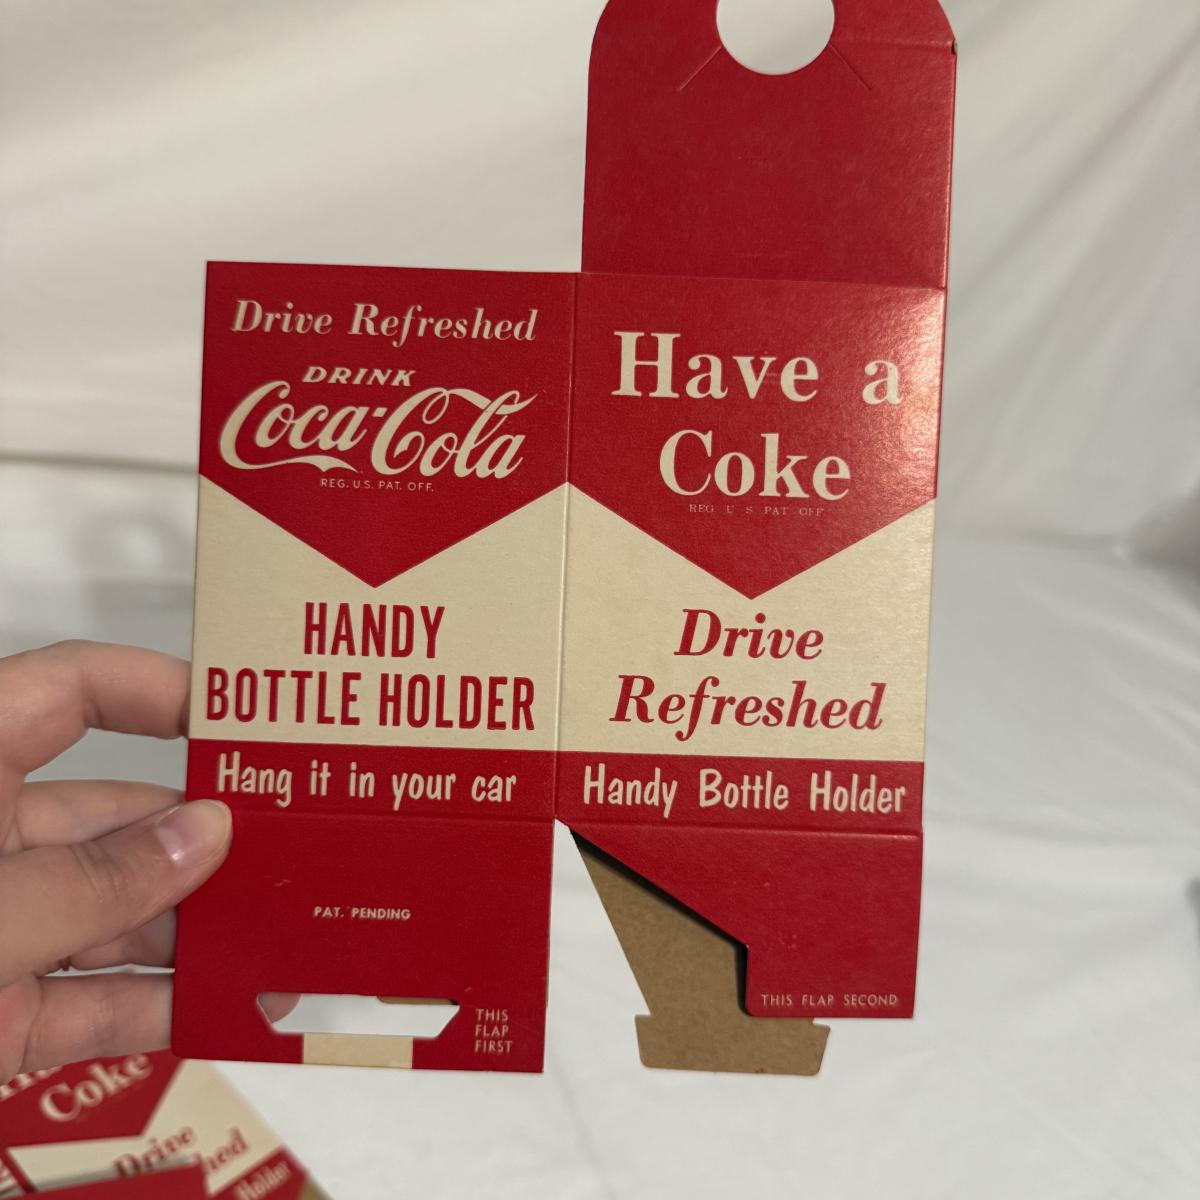 Drive Refreshed
DRINK
Coca-Cola
REG. U.S. PAT. OFF.
HANDY
BOTTLE HOLDER
Hang it in your car
PAT. PENDING
THIS
FLAP
FIRST
Have a
Coke
REG U S PAT OFF
Drive
Refreshed
Handy Bottle Holder
THIS FLAP SECOND
Coke
Drive
Holder